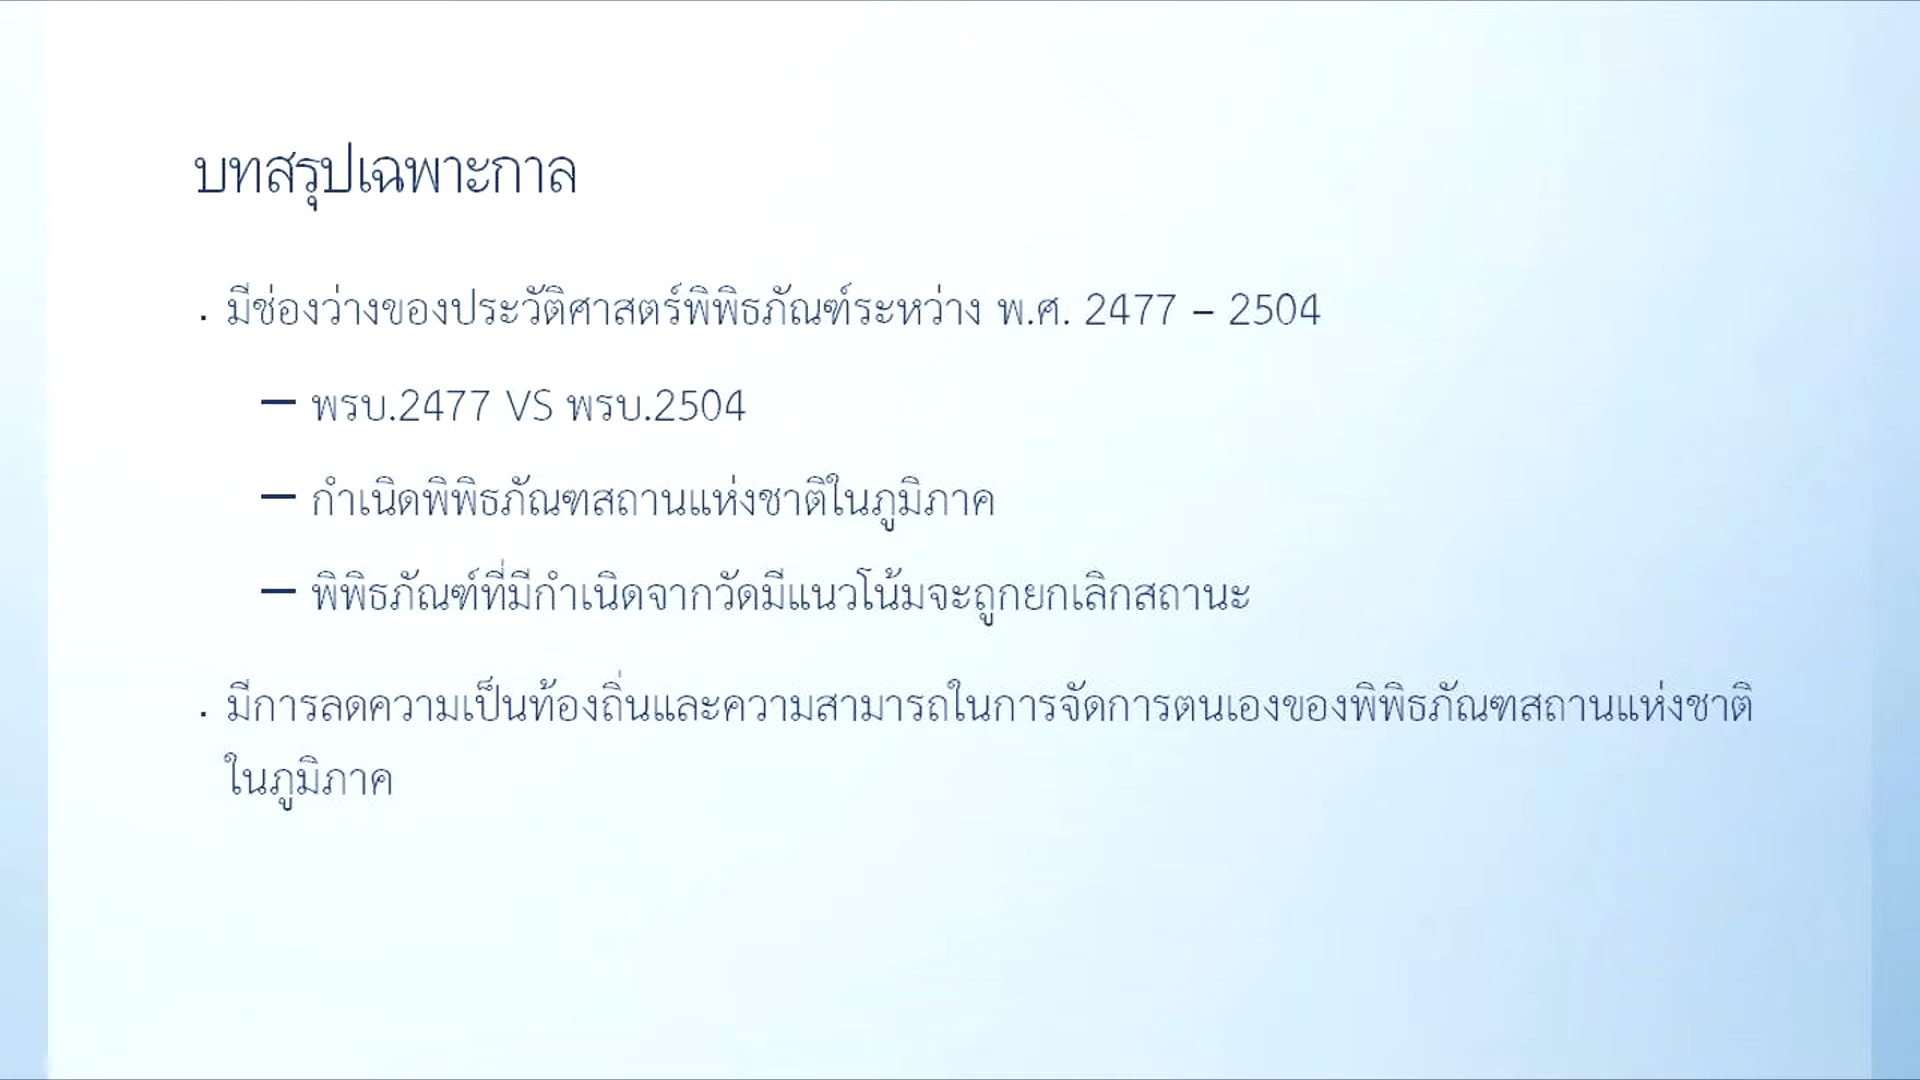 บทสรุปเฉพาะกาล
. มีช่องว่างของประวัติศาสตร์พิพิธภัณฑ์ระหว่าง พ.ศ. 2477 – 2504
— พรบ.2477 VS พรบ.2504
— กำเนิดพิพิธภัณฑสถานแห่งชาติในภูมิภาค
— พิพิธภัณฑ์ที่มีกำเนิดจากวัดมีแนวโน้มจะถูกยกเลิกสถานะ
. มีการลดความเป็นท้องถิ่นและความสามารถในการจัดการตนเองของพิพิธภัณฑสถานแห่งชาติ
ในภูมิภาค